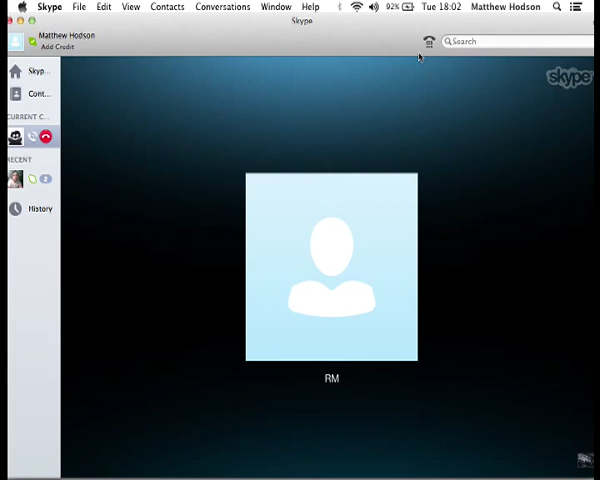 Skype File Edit View Contacts Conversations Window Help 92% Tue 18:02 Matthew Hodson
Skype
Matthew Hodson
Add Credit
Search
Skyp...
Cont...
CURRENT C...
RECENT
2
History
skype
RM